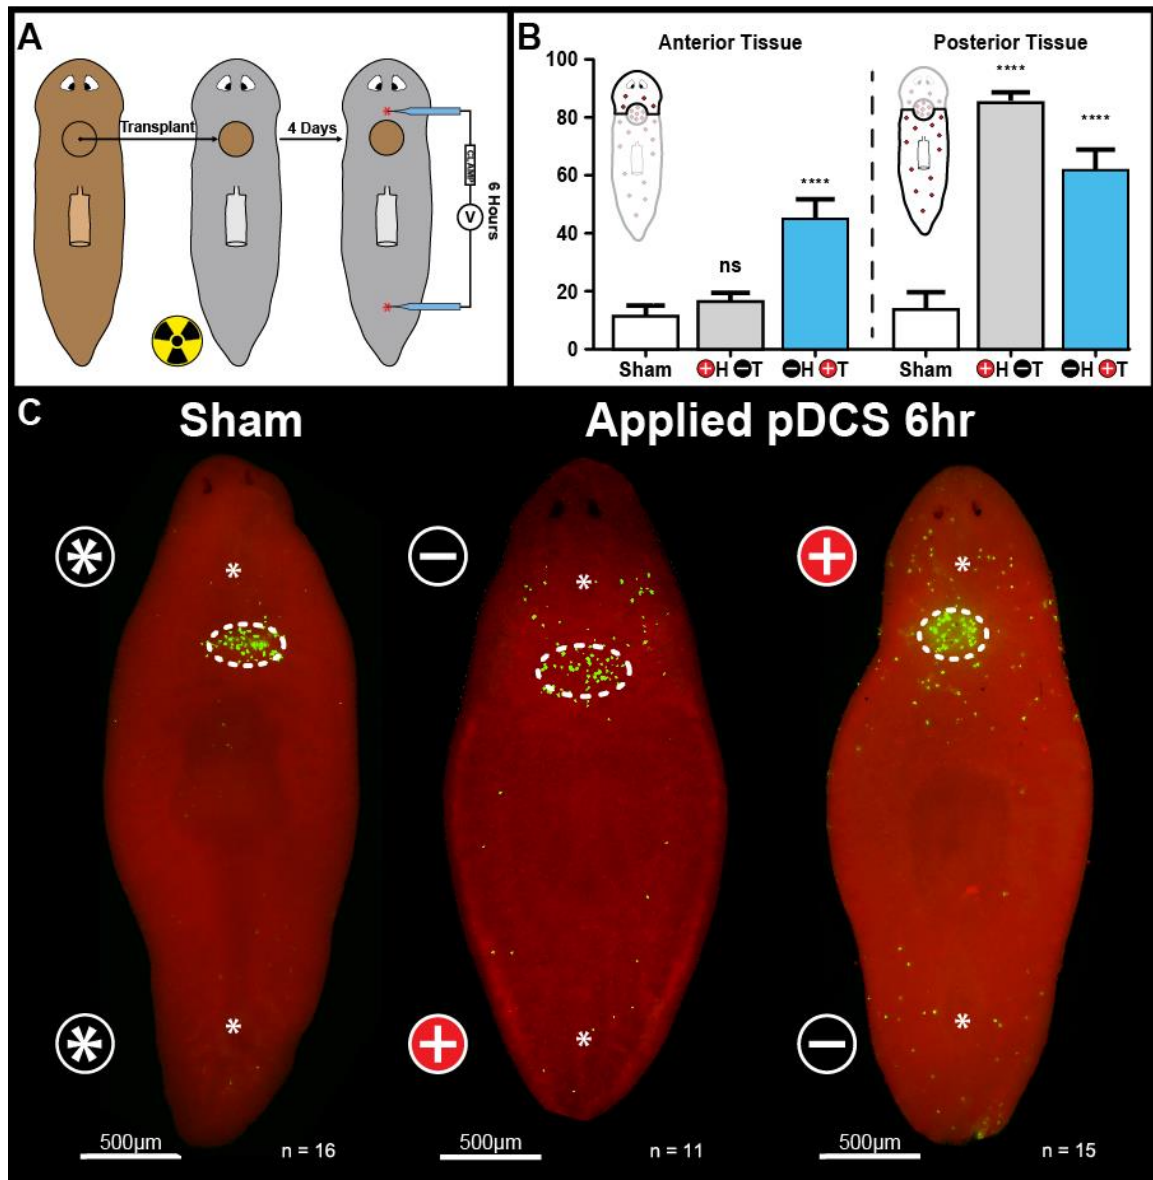 A
Transplant
4 Days
CLAMP
V
6 Hours
B
Anterior Tissue
Posterior Tissue
100
80
60
40
20
0
ns
****
****
****
Sham
+H −T
−H +T
Sham
+H −T
−H +T
C
Sham
Applied pDCS 6hr
*
−
+
*
*
*
*
+
−
*
*
*
500µm
n = 16
500µm
n = 11
500µm
n = 15